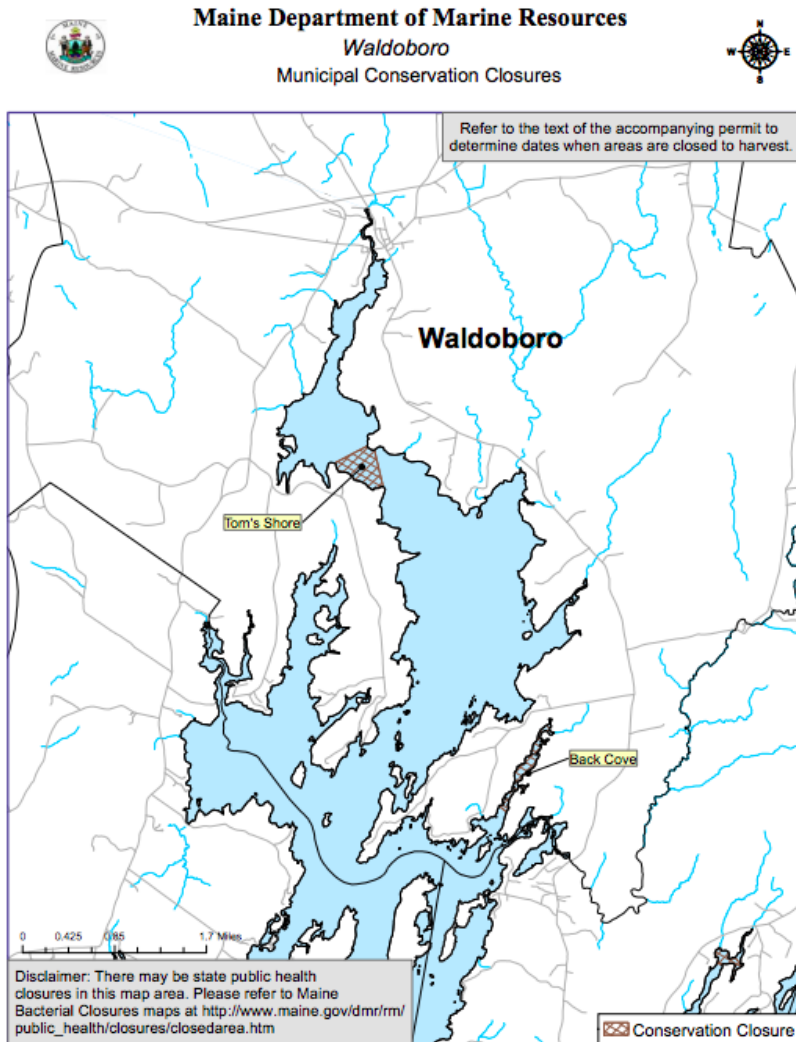 Maine Department of Marine Resources
Waldoboro
Municipal Conservation Closures
N
W E
S
Refer to the text of the accompanying permit to
determine dates when areas are closed to harvest.
Waldoboro
Tom's Shore
Back Cove
0 0.425 0.85 1.7 Miles
Disclaimer: There may be state public health
closures in this map area. Please refer to Maine
Bacterial Closures maps at http://www.maine.gov/dmr/rm/
public_health/closures/closedarea.htm
Conservation Closure